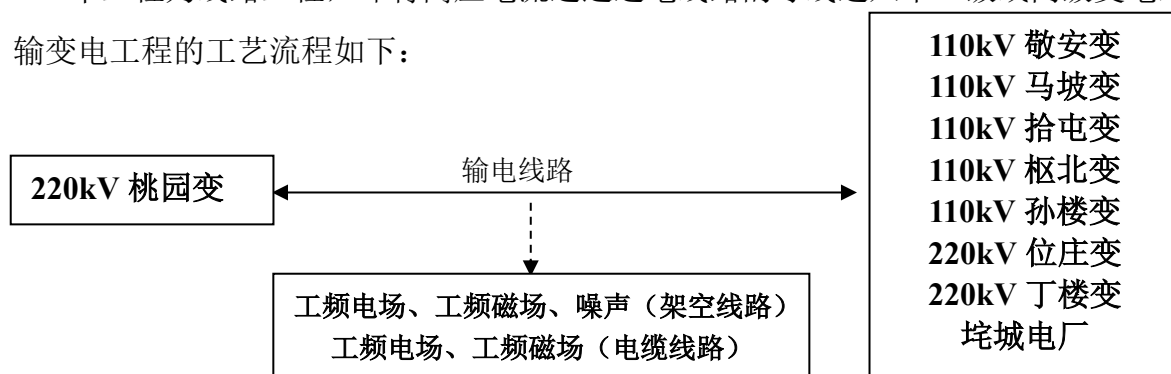 输变电工程的工艺流程如下：
220kV 桃园变
输电线路
工频电场、工频磁场、噪声（架空线路）
工频电场、工频磁场（电缆线路）
110kV 敬安变
110kV 马坡变
110kV 拾屯变
110kV 枢北变
110kV 孙楼变
220kV 位庄变
220kV 丁楼变
垞城电厂